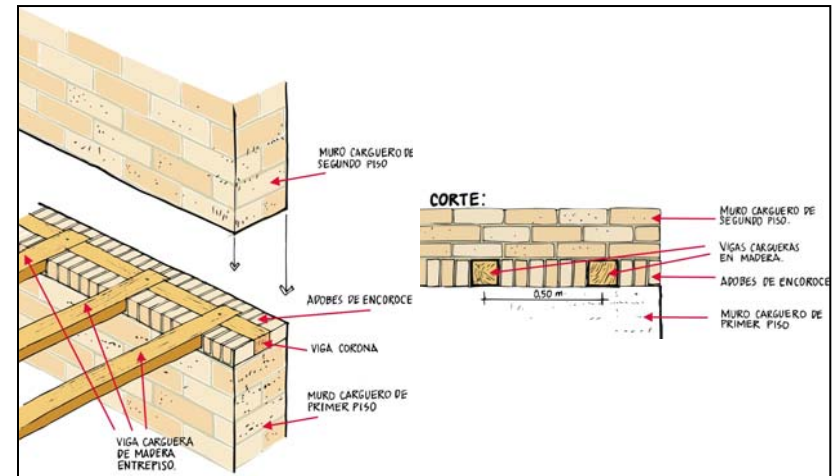 MURO CARGUERO DE
SEGUNDO PISO
ADOBES DE ENCOROCE
VIGA CORONA
MURO CARGUERO DE
PRIMER PISO
VIGA CARGUERA
DE MADERA
ENTREPISO.
CORTE:
MURO CARGUERO DE
SEGUNDO PISO.
VIGAS CARGUERAS
EN MADERA.
ADOBES DE ENCOROCE
0,50 m
MURO CARGUERO DE
PRIMER PISO